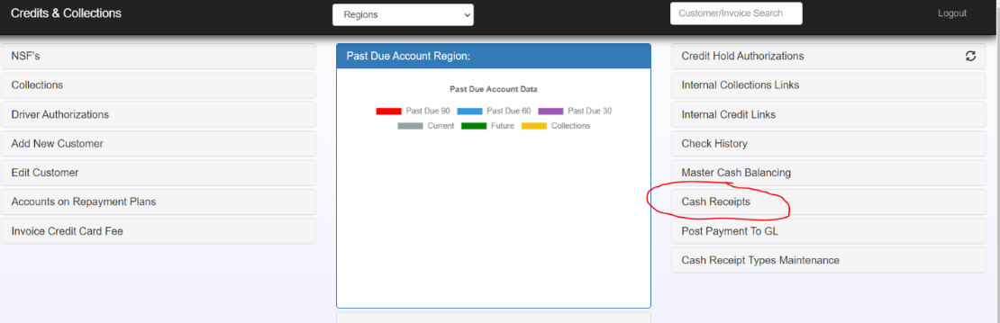 Credits & Collections
Regions
Customer/Invoice Search
Logout
NSF's
Collections
Driver Authorizations
Add New Customer
Edit Customer
Accounts on Repayment Plans
Invoice Credit Card Fee
Past Due Account Region:
Past Due Account Data
Past Due 90 Past Due 60 Past Due 30
Current Future Collections
Credit Hold Authorizations
Internal Collections Links
Internal Credit Links
Check History
Master Cash Balancing
Cash Receipts
Post Payment To GL
Cash Receipt Types Maintenance